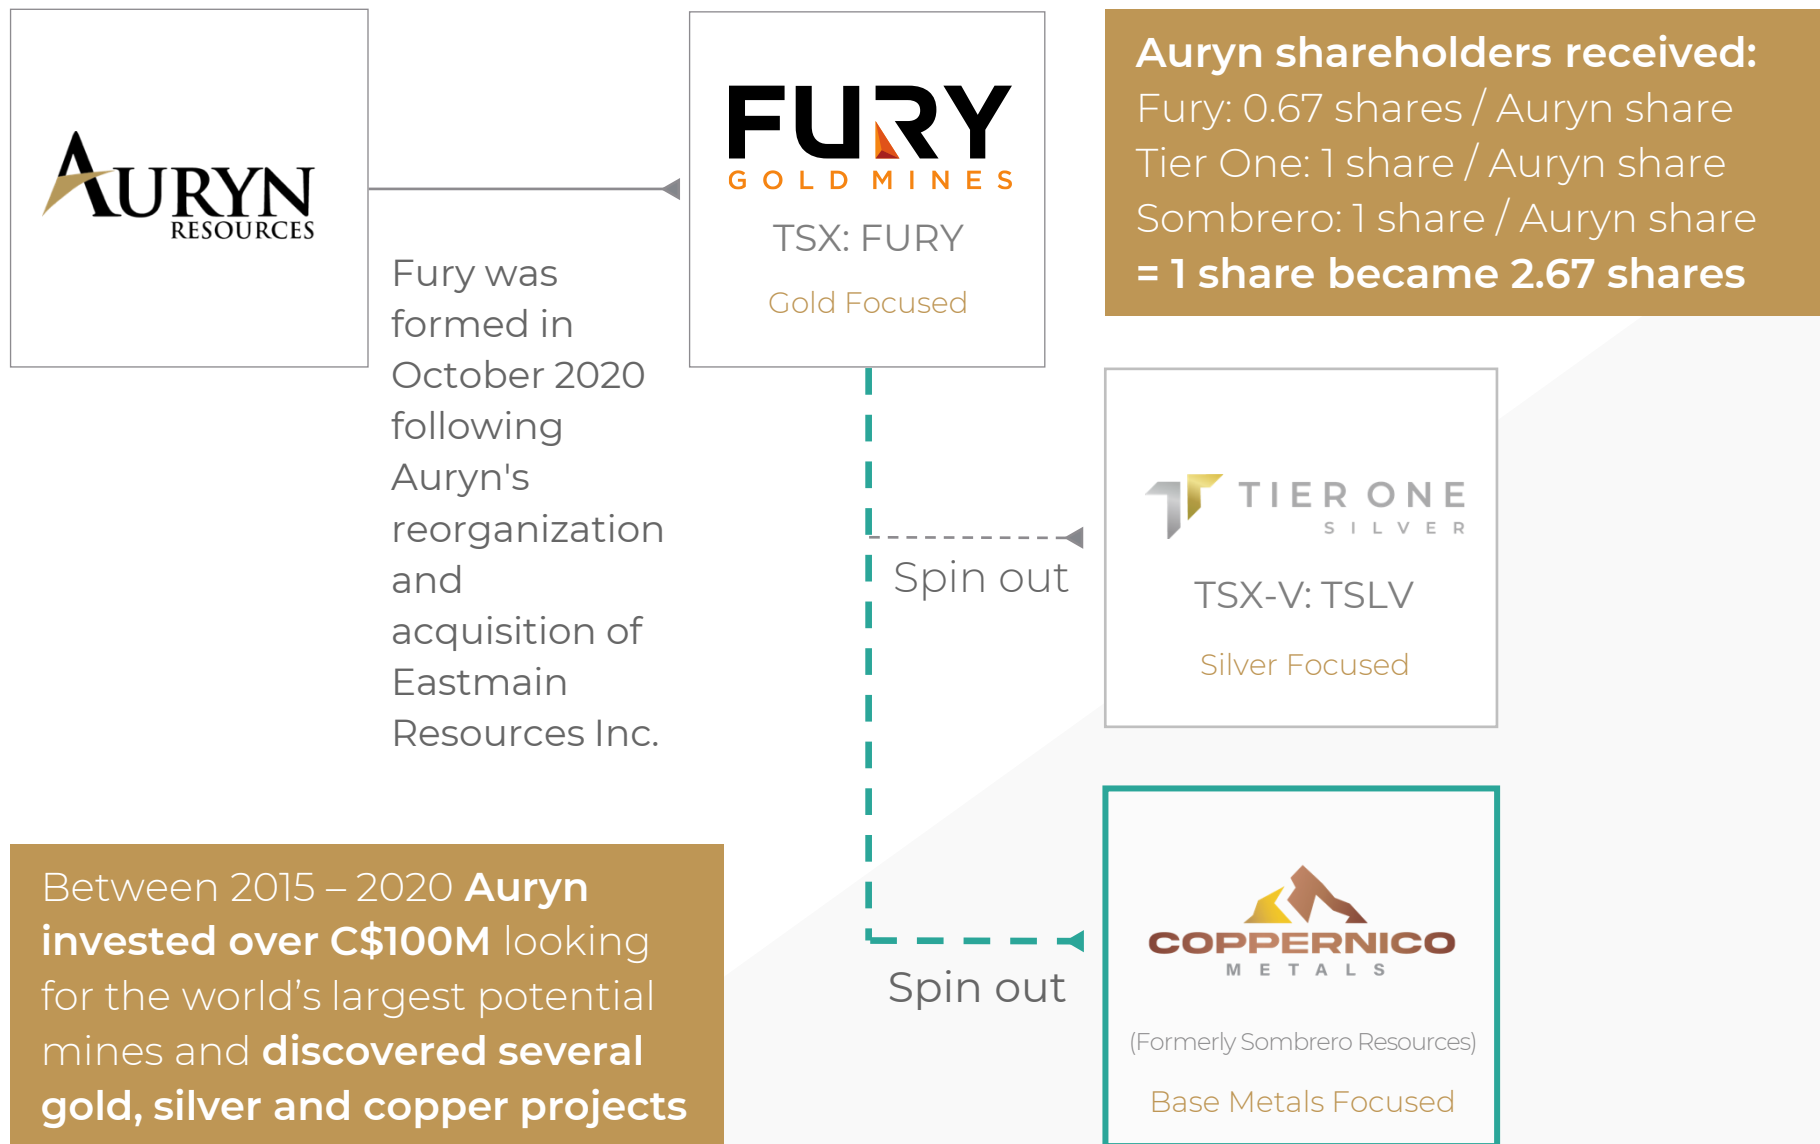 AURYN
RESOURCES
Fury was
formed in
October 2020
following
Auryn's
reorganization
and
acquisition of
Eastmain
Resources Inc.
FURY
GOLD MINES
TSX: FURY
Gold Focused
Auryn shareholders received:
Fury: 0.67 shares / Auryn share
Tier One: 1 share / Auryn share
Sombrero: 1 share / Auryn share
= 1 share became 2.67 shares
Spin out
TIER ONE
SILVER
TSX-V: TSLV
Silver Focused
Spin out
COPPERNICO
METALS
(Formerly Sombrero Resources)
Base Metals Focused
Between 2015 – 2020 Auryn
invested over C$100M looking
for the world’s largest potential
mines and discovered several
gold, silver and copper projects